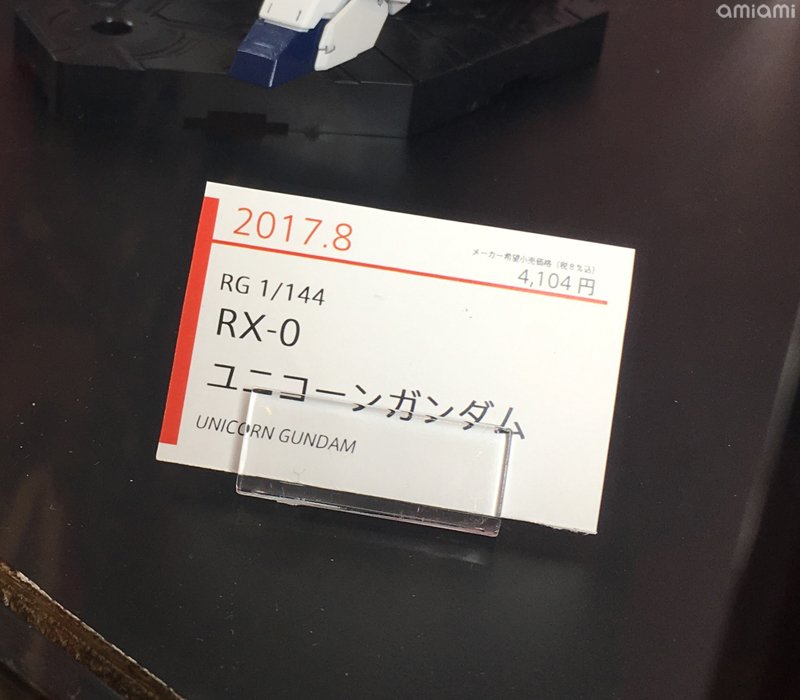 amiami
2017.8
メーカー希望小売価格(税8%込)
4,104円
RG 1/144
RX-0
ユニコーンガンダム
UNICORN GUNDAM